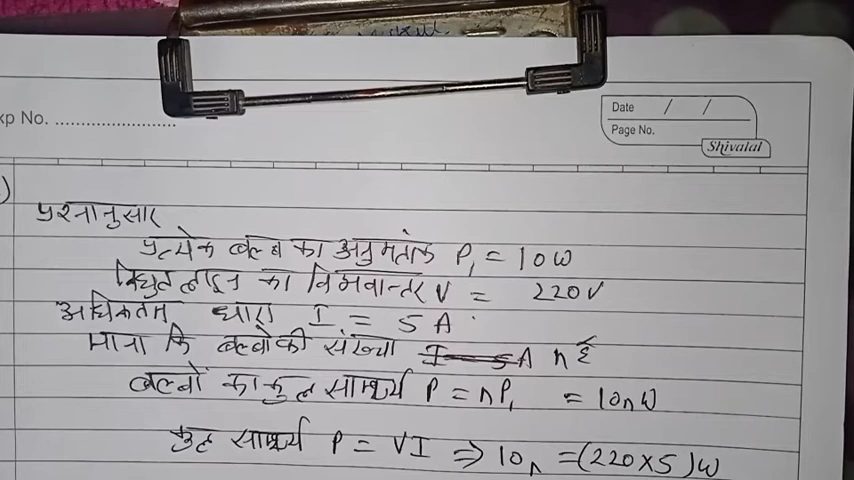 Exp No. ........................
Date / /
Page No.
Shivalal
)
प्रश्नानुसार
प्रत्येक बल्ब का अनुमतांक P₁ = 10W
विधुत लाइन का विभवान्तर V = 220V
अधिकतम धारा I = 5 A
माना कि बल्बो की संख्या n है
बल्बों का कुल सामर्थ्य P = nP₁ = 10n W
कुल सामर्थ्य P = VI ⇒ 10n = (220×5)W